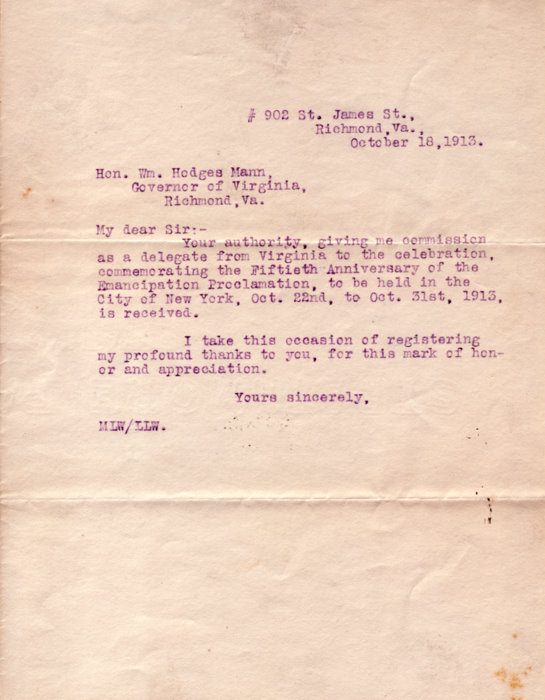 # 902 St. James St.,
Richmond,Va.,
October 18,1913.
Hon. Wm. Hodges Mann,
Governor of Virginia,
Richmond,Va.
My dear Sir:-
Your authority, giving me commission
as a delegate from Virginia to the celebration,
commemorating the Fiftieth Anniversary of the
Emancipation Proclamation, to be held in the
City of New York, Oct. 22nd, to Oct. 31st, 1913,
is received.
I take this occasion of registering
my profound thanks to you, for this mark of hon-
or and appreciation.
Yours sincerely,
MLW/LLW.